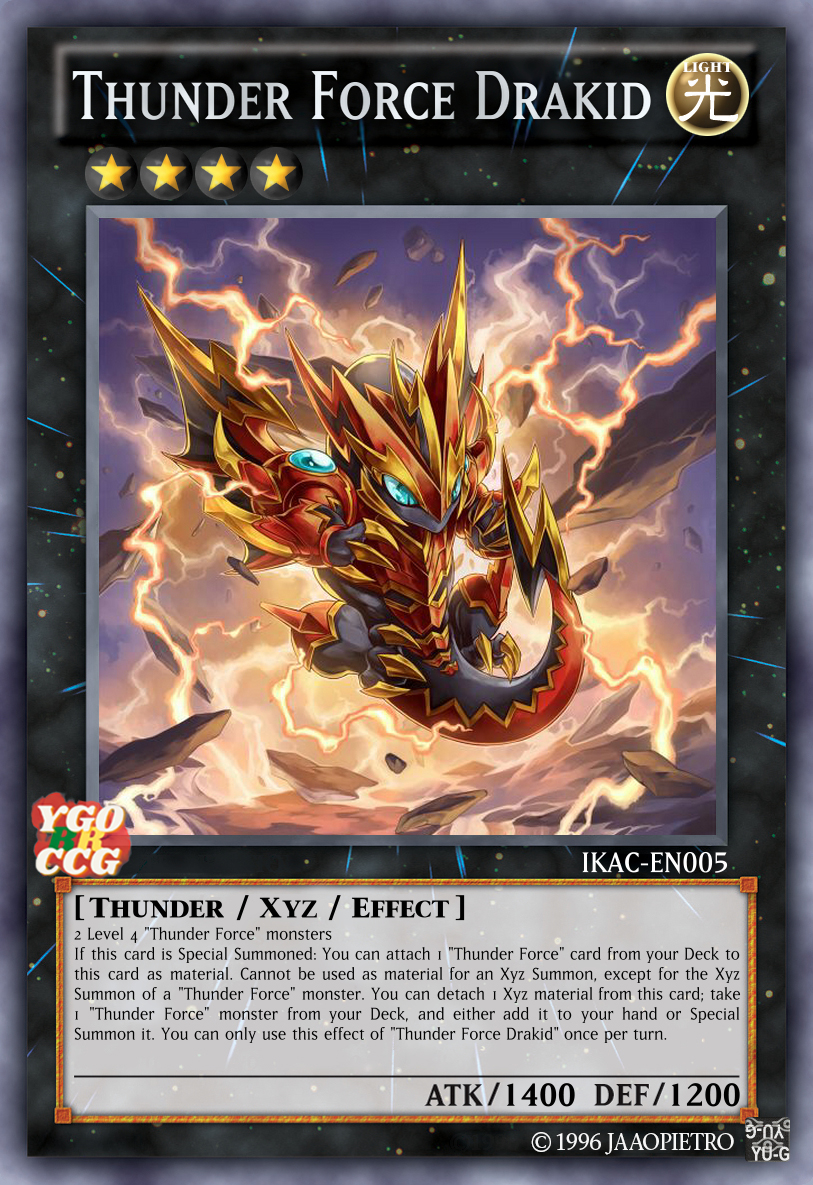 Thunder Force Drakid
LIGHT
光
YGO
BR
CCG
IKAC-EN005
[ Thunder / Xyz / Effect ]
2 Level 4 "Thunder Force" monsters
If this card is Special Summoned: You can attach 1 "Thunder Force" card from your Deck to
this card as material. Cannot be used as material for an Xyz Summon, except for the Xyz
Summon of a "Thunder Force" monster. You can detach 1 Xyz material from this card; take
1 "Thunder Force" monster from your Deck, and either add it to your hand or Special
Summon it. You can only use this effect of "Thunder Force Drakid" once per turn.
ATK/1400 DEF/1200
© 1996 JAAOPIETRO
YU-G
YU-G